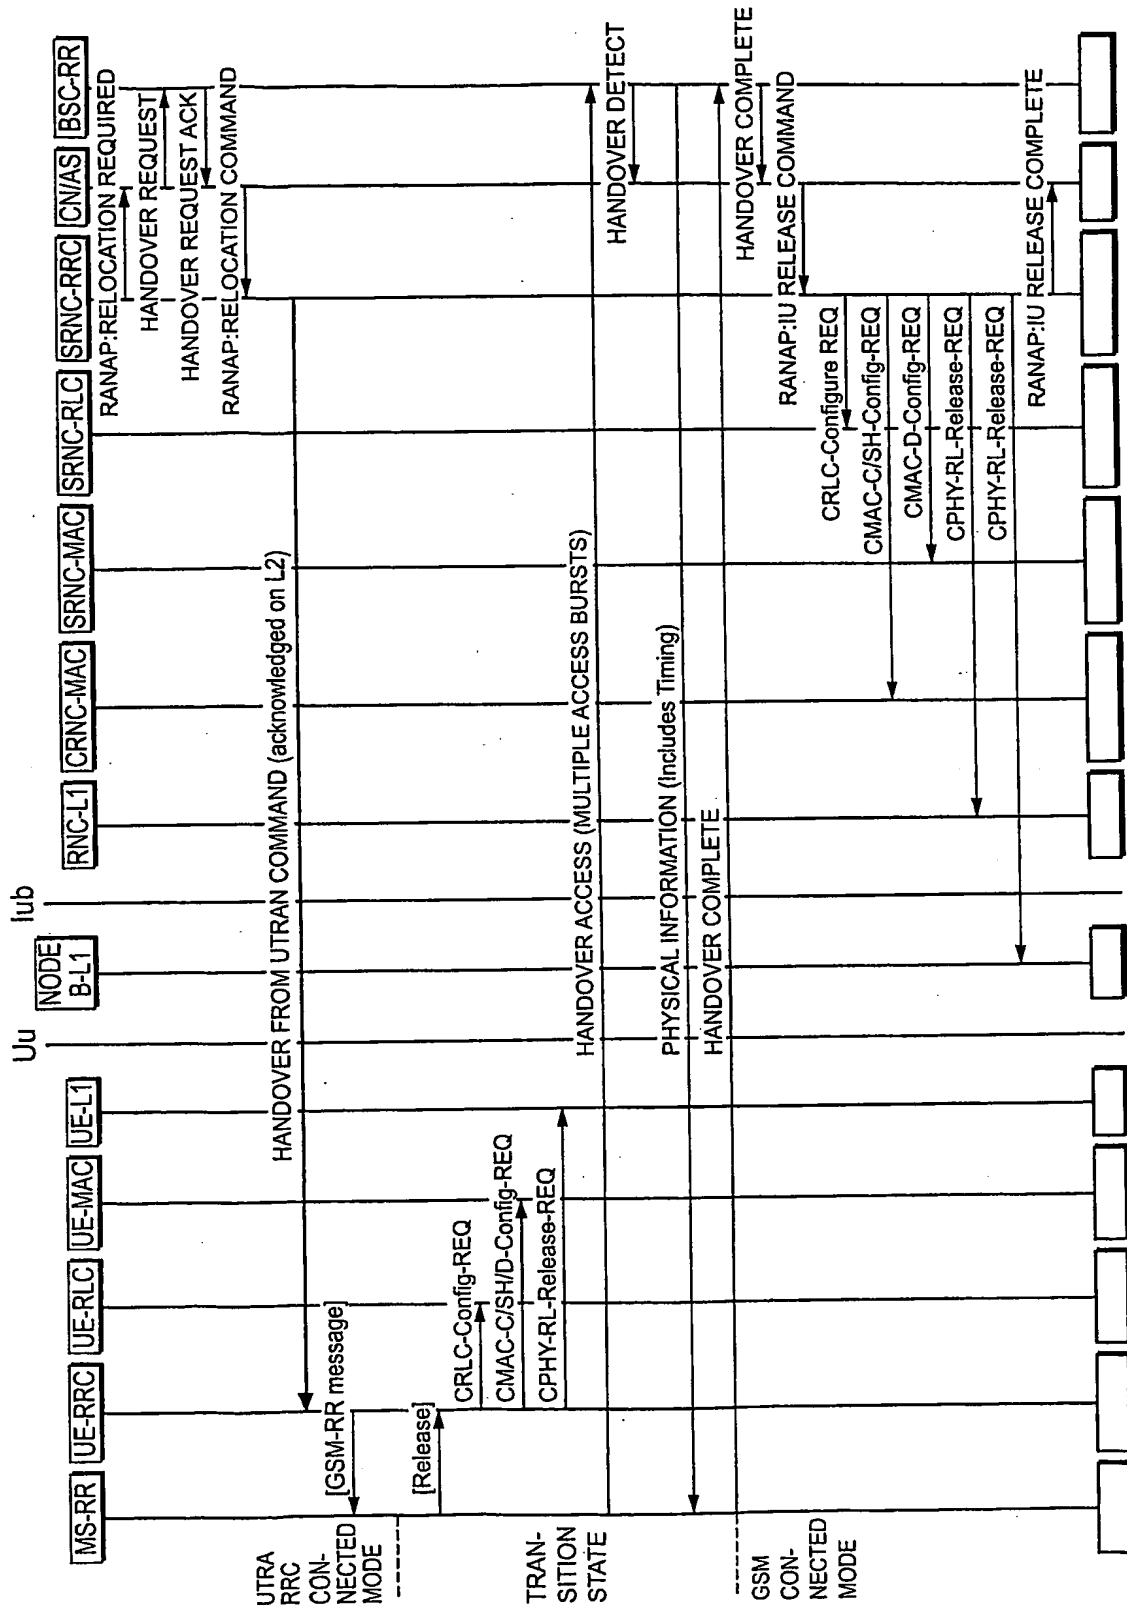 Uu
Iub
MS-RR
UE-RRC
UE-RLC
UE-MAC
UE-L1
NODE
B-L1
RNC-L1
CRNC-MAC
SRNC-MAC
SRNC-RLC
SRNC-RRC
CN/AS
BSC-RR
RANAP:RELOCATION REQUIRED
HANDOVER REQUEST
HANDOVER REQUEST ACK
RANAP:RELOCATION COMMAND
UTRA
RRC
CON-
NECTED
MODE
HANDOVER FROM UTRAN COMMAND (acknowledged on L2)
[GSM-RR message]
[Release]
CRLC-Config-REQ
CMAC-C/SH/D-Config-REQ
CPHY-RL-Release-REQ
TRAN-
SITION
STATE
HANDOVER ACCESS (MULTIPLE ACCESS BURSTS)
HANDOVER DETECT
PHYSICAL INFORMATION (Includes Timing)
HANDOVER COMPLETE
HANDOVER COMPLETE
GSM
CON-
NECTED
MODE
RANAP:IU RELEASE COMMAND
CRLC-Configure REQ
CMAC-C/SH-Config-REQ
CMAC-D-Config-REQ
CPHY-RL-Release-REQ
CPHY-RL-Release-REQ
RANAP:IU RELEASE COMPLETE